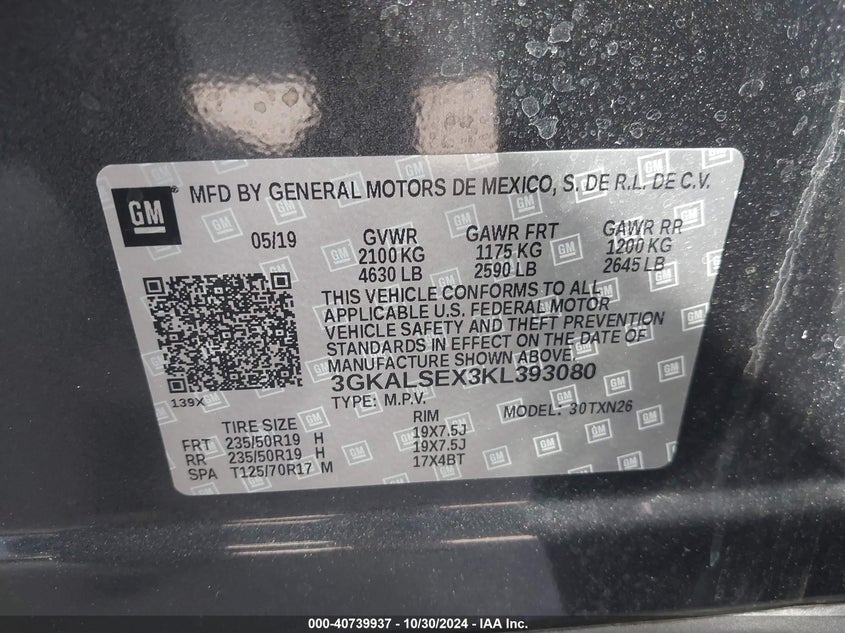 GM ® MFD BY GENERAL MOTORS DE MEXICO, S. DE R.L. DE C.V.
05/19 GVWR GAWR FRT GAWR RR
2100 KG 1175 KG 1200 KG
4630 LB 2590 LB 2645 LB
THIS VEHICLE CONFORMS TO ALL
APPLICABLE U.S. FEDERAL MOTOR
VEHICLE SAFETY AND THEFT PREVENTION
STANDARDS IN EFFECT ON THE DATE OF
MANUFACTURE SHOWN ABOVE.
3GKALSEX3KL393080
139X TYPE: M.P.V. MODEL: 30TXN26
TIRE SIZE RIM
FRT 235/50R19 H 19X7.5J
RR 235/50R19 H 19X7.5J
SPA T125/70R17 M 17X4BT
000-40739937 - 10/30/2024 - IAA Inc.